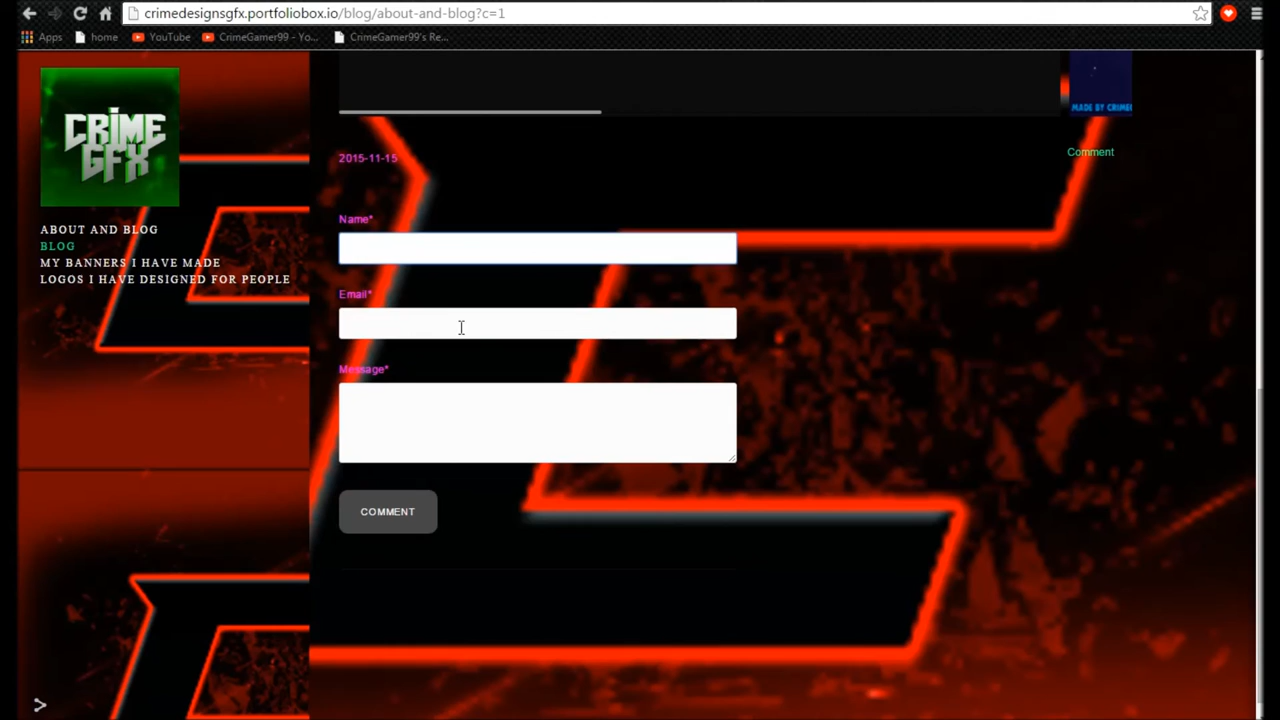 crimedesignsgfx.portfoliobox.io/blog/about-and-blog?c=1
Apps home YouTube CrimeGamer99 - Yo... CrimeGamer99's Re...
CRIME
GFX
ABOUT AND BLOG
BLOG
MY BANNERS I HAVE MADE
LOGOS I HAVE DESIGNED FOR PEOPLE
MADE BY CRIME
2015-11-15
Comment
Name*
Email*
Message*
COMMENT